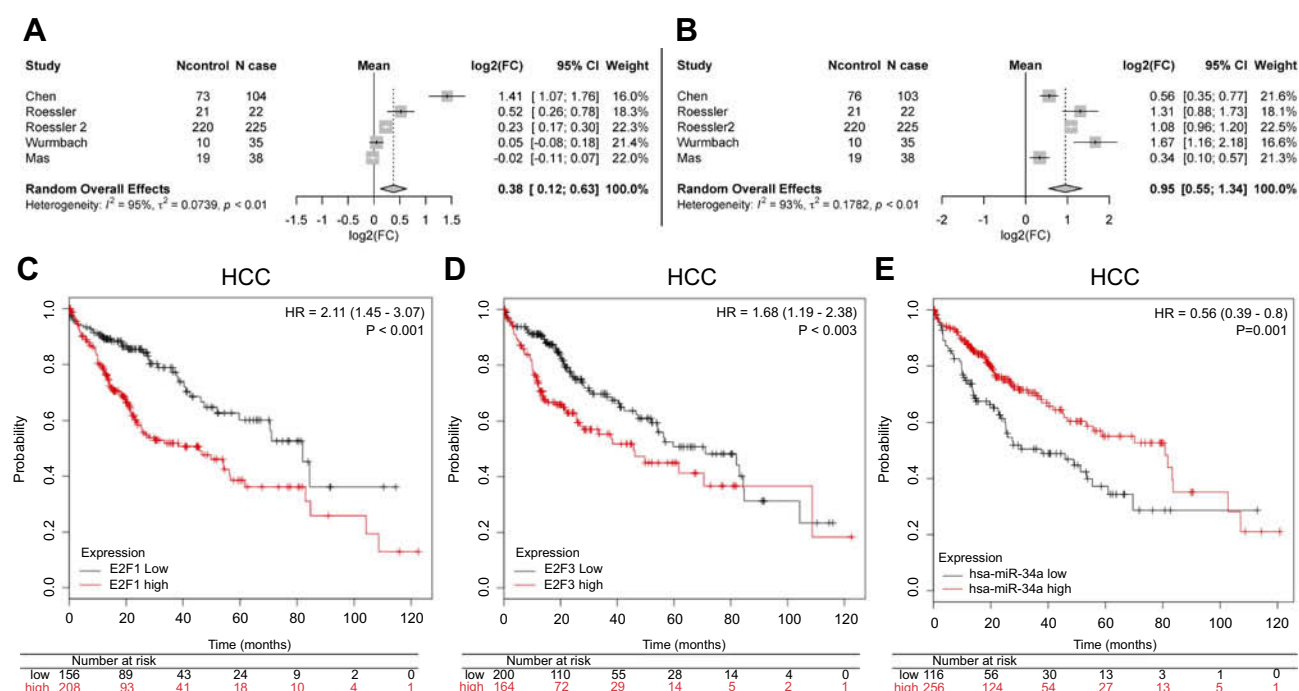 A
Study Ncontrol N case Mean log2(FC) 95% CI Weight
Chen 73 104 1.41 [ 1.07; 1.76] 16.0%
Roessler 21 22 0.52 [ 0.26; 0.78] 18.3%
Roessler 2 220 225 0.23 [ 0.17; 0.30] 22.3%
Wurmbach 10 35 0.05 [-0.08; 0.18] 21.4%
Mas 19 38 -0.02 [-0.11; 0.07] 22.0%
Random Overall Effects 0.38 [ 0.12; 0.63] 100.0%
Heterogeneity: I² = 95%, τ² = 0.0739, p < 0.01
-1.5 -0.5 0 0.5 1 1.5
log2(FC)
B
Study Ncontrol N case Mean log2(FC) 95% CI Weight
Chen 76 103 0.56 [0.35; 0.77] 21.6%
Roessler 21 22 1.31 [0.88; 1.73] 18.1%
Roessler2 220 225 1.08 [0.96; 1.20] 22.5%
Wurmbach 10 35 1.67 [1.16; 2.18] 16.6%
Mas 19 38 0.34 [0.10; 0.57] 21.3%
Random Overall Effects 0.95 [0.55; 1.34] 100.0%
Heterogeneity: I² = 93%, τ² = 0.1782, p < 0.01
-2 -1 0 1 2
log2(FC)
C
HCC
HR = 2.11 (1.45 - 3.07)
P < 0.001
Probability
1.0
0.8
0.6
0.4
0.2
0.0
Expression
E2F1 Low
E2F1 high
0 20 40 60 80 100 120
Time (months)
Number at risk
low 156 89 43 24 9 2 0
high 208 93 41 18 10 4 1
D
HCC
HR = 1.68 (1.19 - 2.38)
P < 0.003
Probability
1.0
0.8
0.6
0.4
0.2
0.0
Expression
E2F3 Low
E2F3 high
0 20 40 60 80 100 120
Time (months)
Number at risk
low 200 110 55 28 14 4 0
high 164 72 29 14 5 2 1
E
HCC
HR = 0.56 (0.39 - 0.8)
P=0.001
Probability
1.0
0.8
0.6
0.4
0.2
0.0
Expression
hsa-miR-34a low
hsa-miR-34a high
0 20 40 60 80 100 120
Time (months)
Number at risk
low 116 56 30 13 3 1 0
high 256 124 54 27 13 5 1